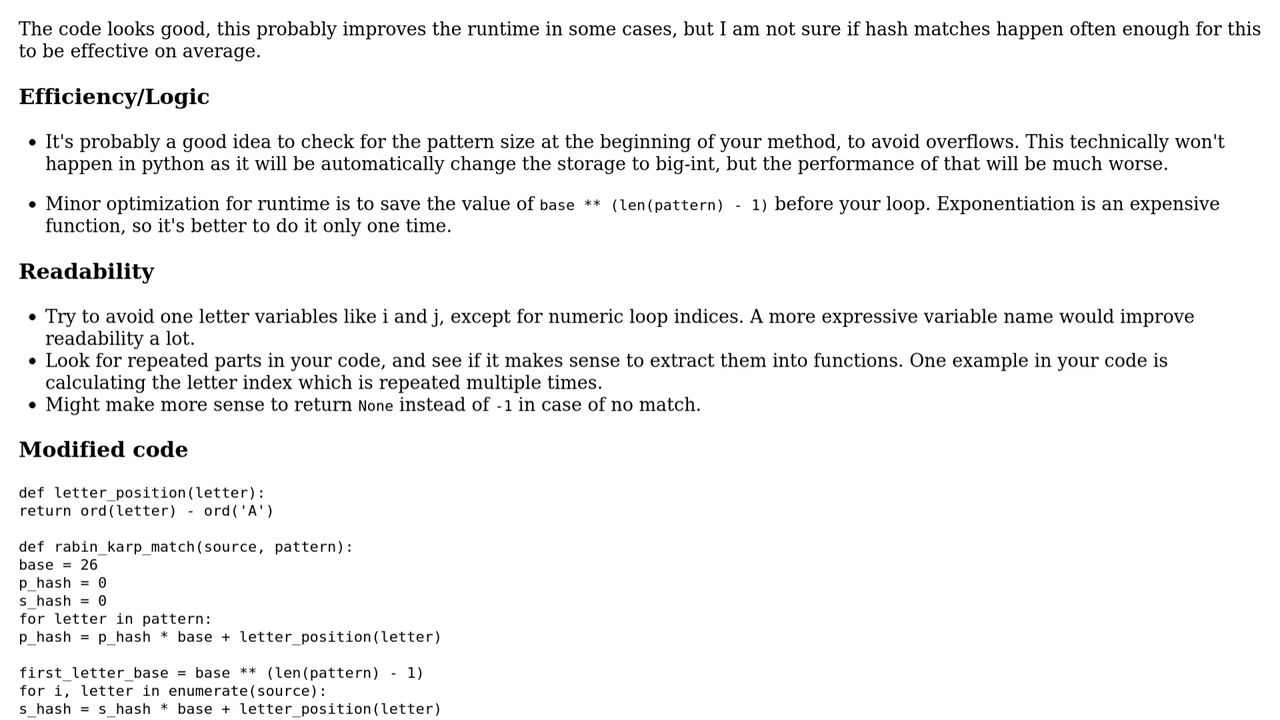 The code looks good, this probably improves the runtime in some cases, but I am not sure if hash matches happen often enough for this
to be effective on average.
Efficiency/Logic
• It's probably a good idea to check for the pattern size at the beginning of your method, to avoid overflows. This technically won't
happen in python as it will be automatically change the storage to big-int, but the performance of that will be much worse.
• Minor optimization for runtime is to save the value of base ** (len(pattern) - 1) before your loop. Exponentiation is an expensive
function, so it's better to do it only one time.
Readability
• Try to avoid one letter variables like i and j, except for numeric loop indices. A more expressive variable name would improve
readability a lot.
• Look for repeated parts in your code, and see if it makes sense to extract them into functions. One example in your code is
calculating the letter index which is repeated multiple times.
• Might make more sense to return None instead of -1 in case of no match.
Modified code
def letter_position(letter):
return ord(letter) - ord('A')
def rabin_karp_match(source, pattern):
base = 26
p_hash = 0
s_hash = 0
for letter in pattern:
p_hash = p_hash * base + letter_position(letter)
first_letter_base = base ** (len(pattern) - 1)
for i, letter in enumerate(source):
s_hash = s_hash * base + letter_position(letter)